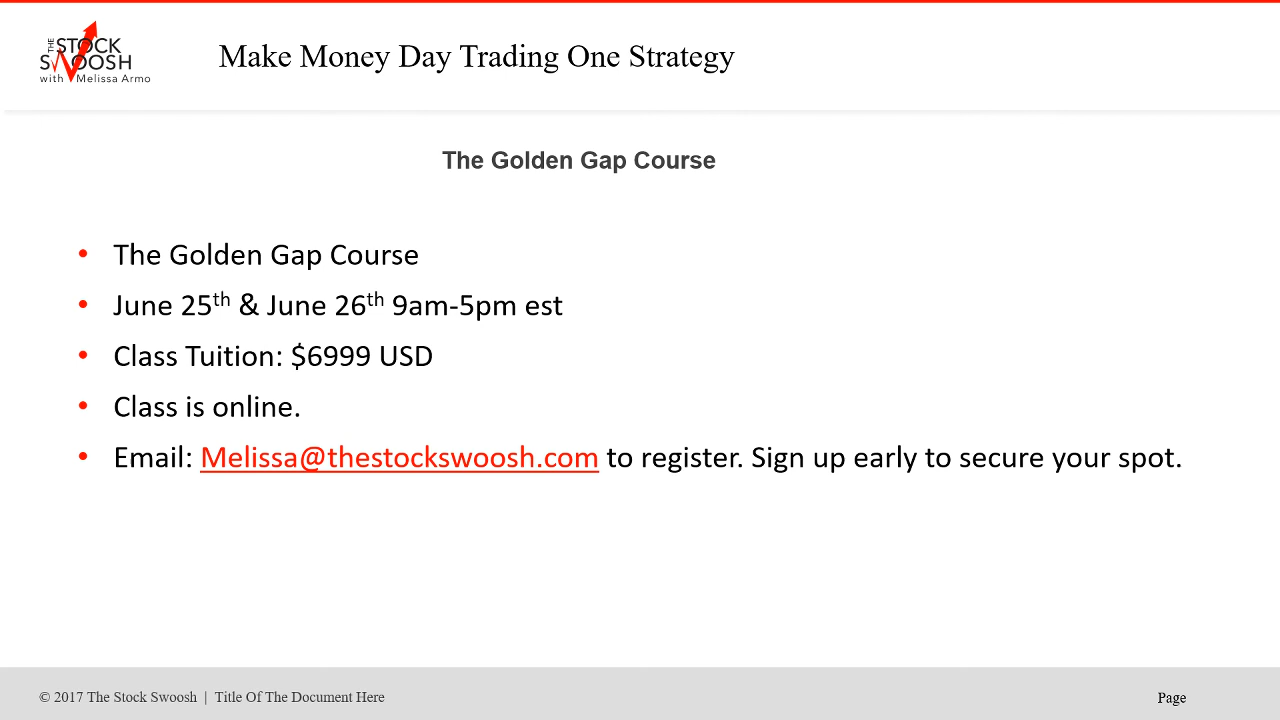 THE STOCK
SWOOSH
with Melissa Armo
Make Money Day Trading One Strategy
The Golden Gap Course
• The Golden Gap Course
• June 25th & June 26th 9am-5pm est
• Class Tuition: $6999 USD
• Class is online.
• Email: Melissa@thestockswoosh.com to register. Sign up early to secure your spot.
© 2017 The Stock Swoosh | Title Of The Document Here
Page